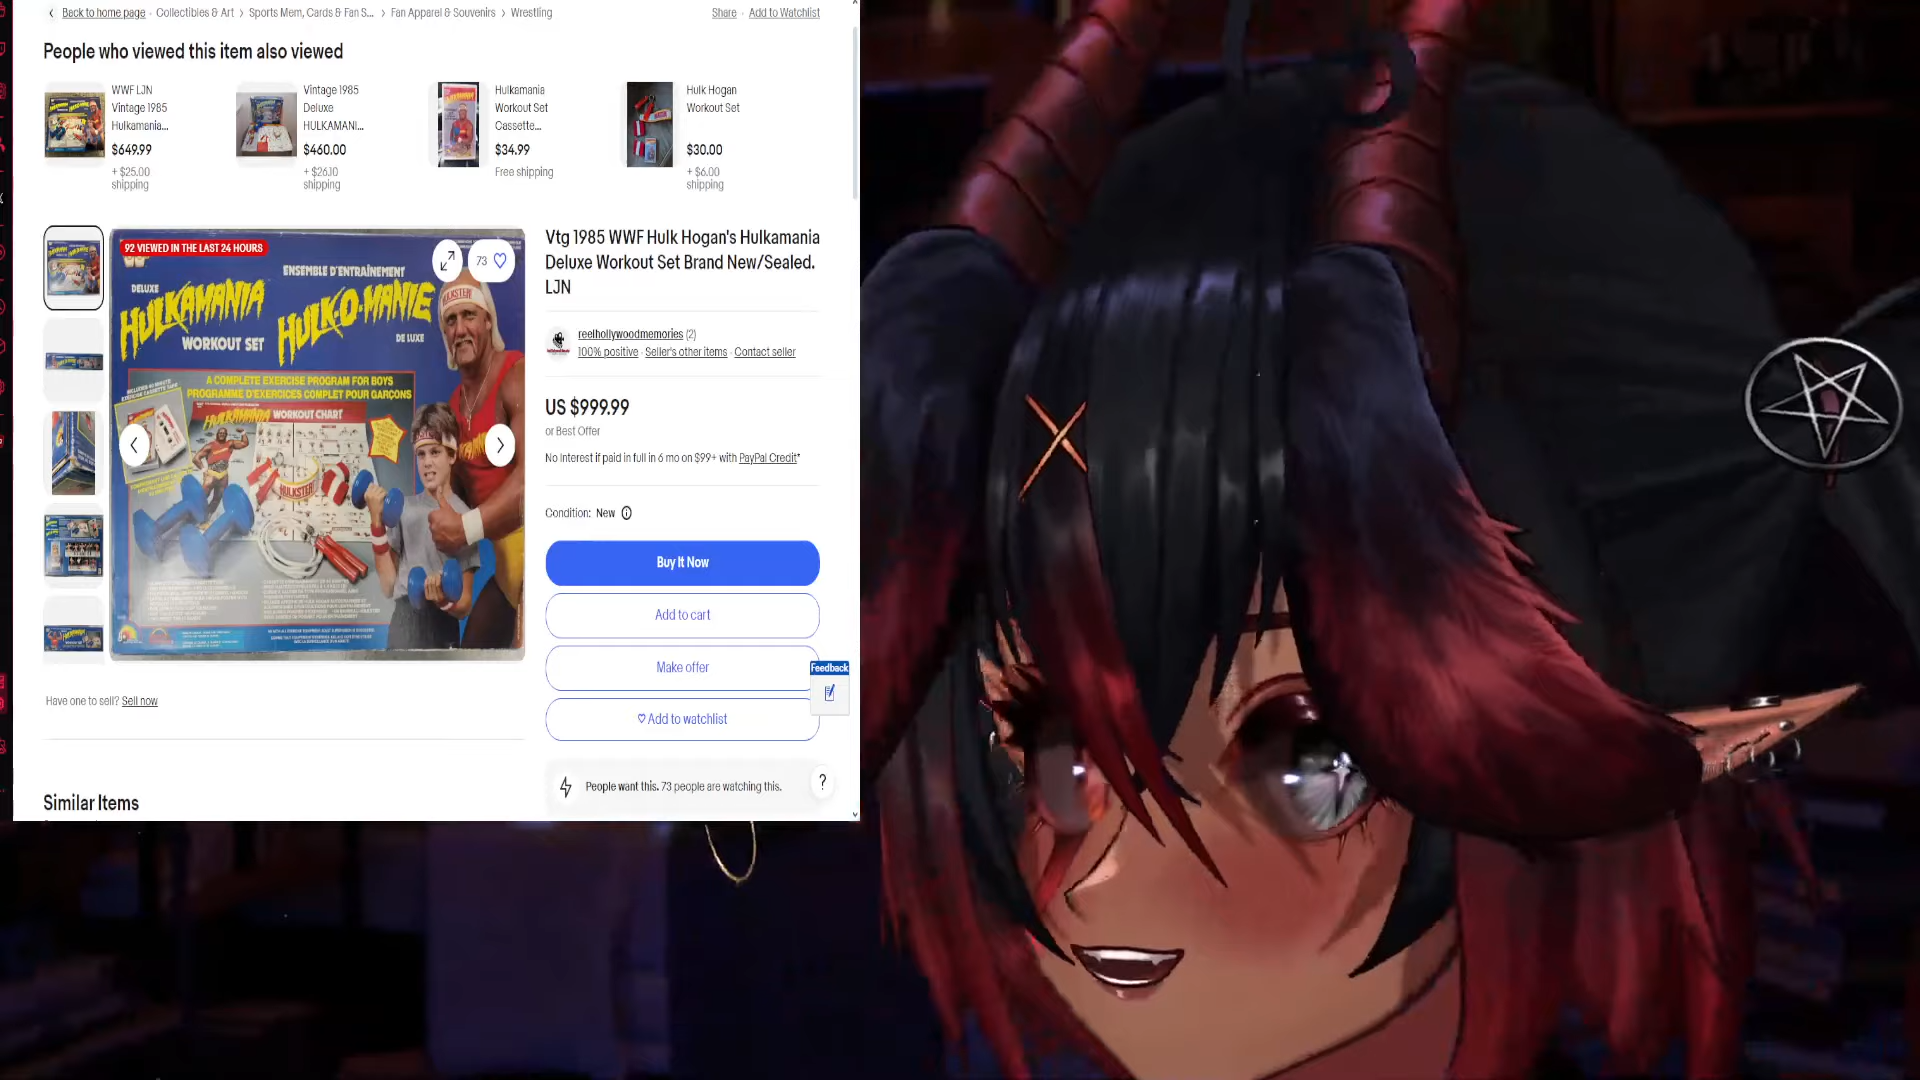 Back to home page · Collectibles & Art > Sports Mem, Cards & Fan S... > Fan Apparel & Souvenirs > Wrestling
Share · Add to Watchlist
People who viewed this item also viewed
WWF LJN
Vintage 1985
Hulkamania...
$649.99
+ $25.00
shipping
Vintage 1985
Deluxe
HULKAMANI...
$460.00
+ $26.10
shipping
Hulkamania
Workout Set
Cassette...
$34.99
Free shipping
Hulk Hogan
Workout Set
$30.00
+ $6.00
shipping
92 VIEWED IN THE LAST 24 HOURS
73
DELUXE
HULKAMANIA
WORKOUT SET
ENSEMBLE D'ENTRAÎNEMENT
HULK-O-MANIE
DE LUXE
HULKSTER
A COMPLETE EXERCISE PROGRAM FOR BOYS
PROGRAMME D'EXERCICES COMPLET POUR GARÇONS
HULKAMANIA WORKOUT CHART
HULKSTER
Vtg 1985 WWF Hulk Hogan's Hulkamania
Deluxe Workout Set Brand New/Sealed.
LJN
reelhollywoodmemories (2)
100% positive · Seller's other items · Contact seller
US $999.99
or Best Offer
No Interest if paid in full in 6 mo on $99+ with PayPal Credit*
Condition: New
Buy It Now
Add to cart
Make offer
Feedback
Add to watchlist
Have one to sell? Sell now
People want this. 73 people are watching this.
?
Similar Items